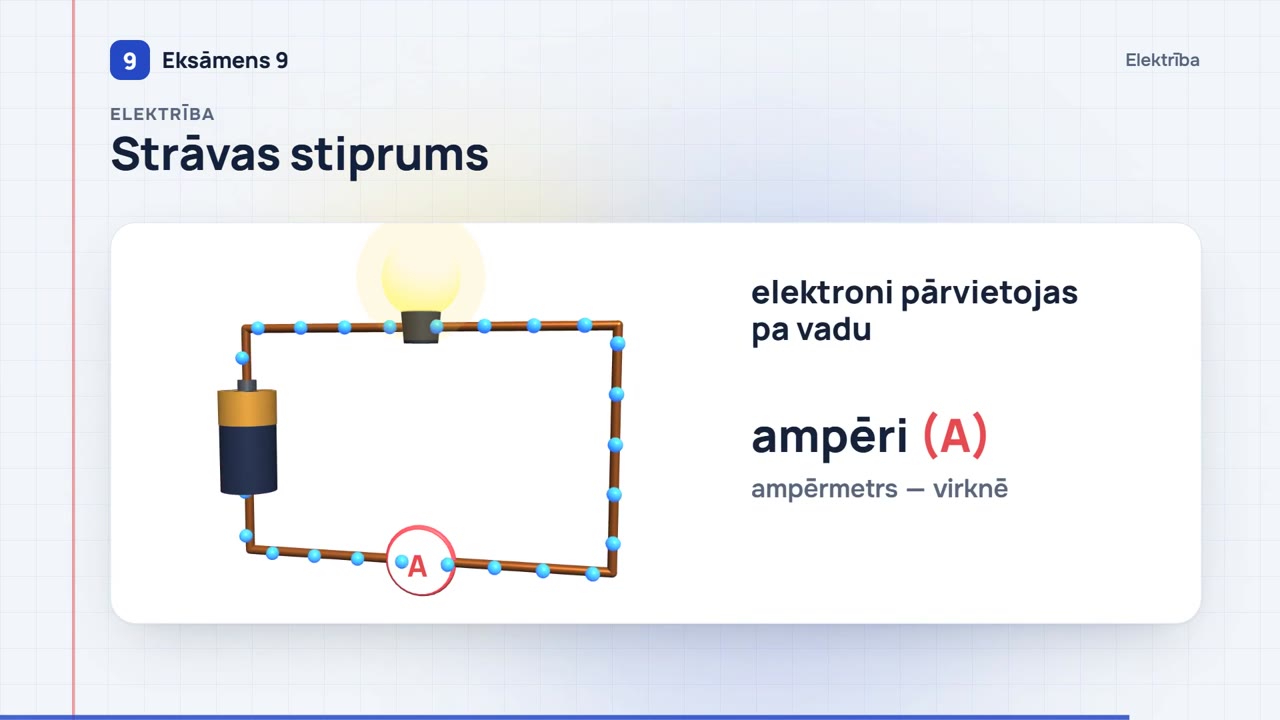 9 Eksāmens 9
Elektrība
ELEKTRĪBA
Strāvas stiprums
elektroni pārvietojas
pa vadu
ampēri (A)
ampērmetrs — virknē
A